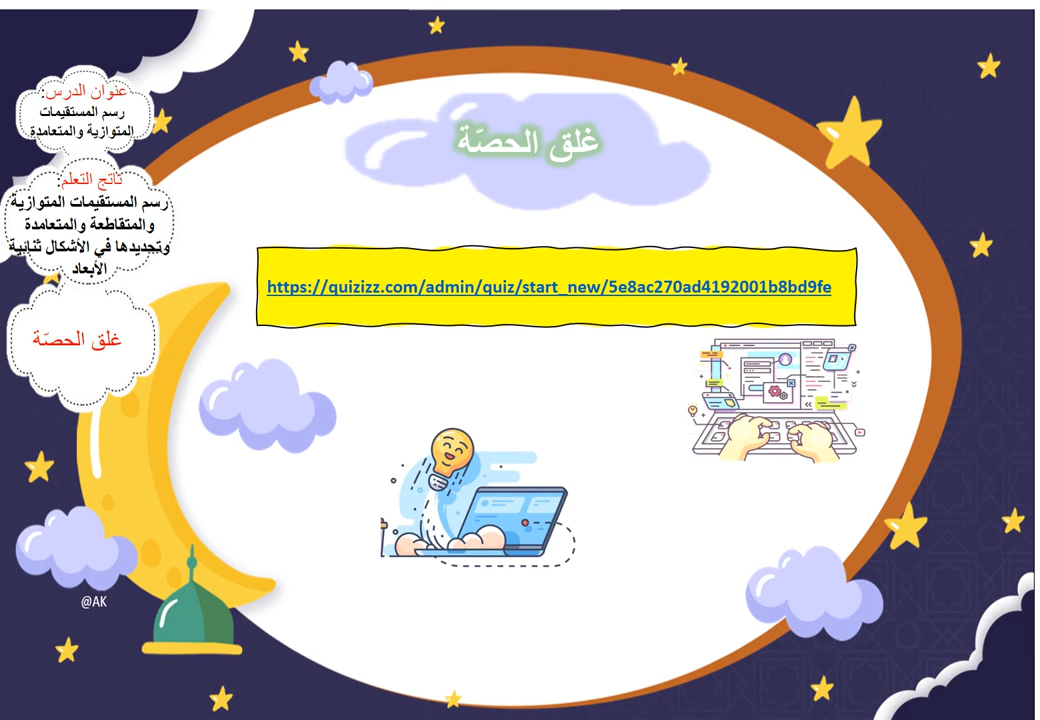 عنوان الدرس:
رسم المستقيمات
المتوازية والمتعامدة
ناتج التعلم:
رسم المستقيمات المتوازية
والمتقاطعة والمتعامدة
وتحديدها في الأشكال ثنائية
الأبعاد
غلق الحصّة
غلق الحصّة
https://quizizz.com/admin/quiz/start_new/5e8ac270ad4192001b8bd9fe
@AK